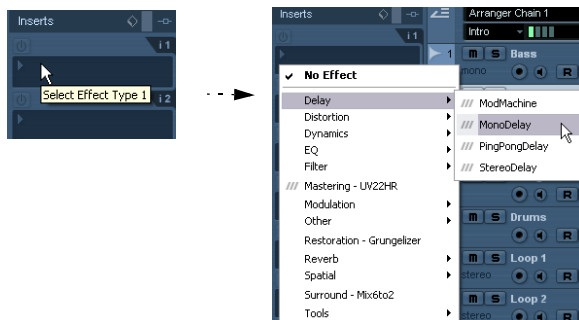 Inserts
i 1
Select Effect Type 1
i 2
Inserts
i 1
No Effect
Delay
Distortion
Dynamics
EQ
Filter
Mastering - UV22HR
Modulation
Other
Restoration - Grungelizer
Reverb
Spatial
Surround - Mix6to2
Tools
ModMachine
MonoDelay
PingPongDelay
StereoDelay
Arranger Chain 1
Intro
1 m S Bass
mono R
R
m S Drums
R
m S Loop 1
stereo R
m S Loop 2
stereo R